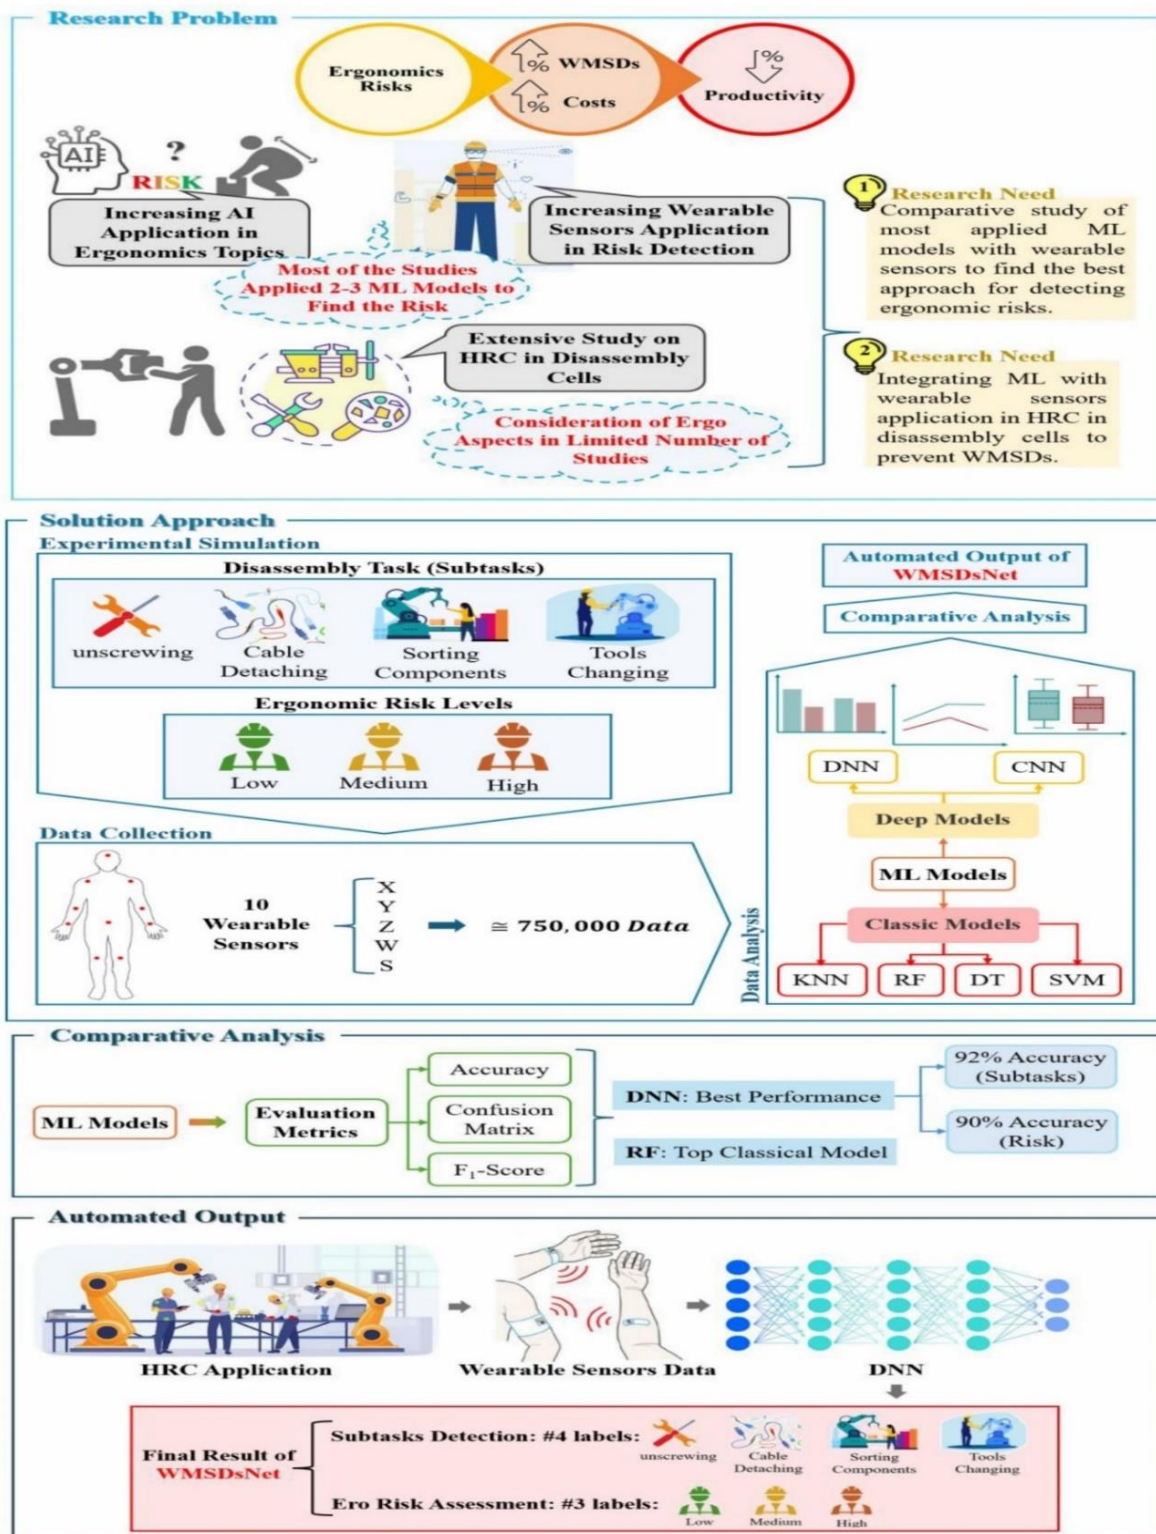 Research Problem
Ergonomics
Risks
% WMSDs
% Costs
%
Productivity
AI
?
RISK
Increasing AI
Application in
Ergonomics Topics
Increasing Wearable
Sensors Application
in Risk Detection
Most of the Studies
Applied 2-3 ML Models to
Find the Risk
Extensive Study on
HRC in Disassembly
Cells
Consideration of Ergo
Aspects in Limited Number of
Studies
1
Research Need
Comparative study of
most applied ML
models with wearable
sensors to find the best
approach for detecting
ergonomic risks.
2
Research Need
Integrating ML with
wearable sensors
application in HRC in
disassembly cells to
prevent WMSDs.
Solution Approach
Experimental Simulation
Disassembly Task (Subtasks)
unscrewing
Cable
Detaching
Sorting
Components
Tools
Changing
Ergonomic Risk Levels
Low
Medium
High
Data Collection
10
Wearable
Sensors
X
Y
Z
W
S
≅ 750,000 Data
Data Analysis
Automated Output of
WMSDsNet
Comparative Analysis
DNN
CNN
Deep Models
ML Models
Classic Models
KNN
RF
DT
SVM
Comparative Analysis
ML Models
Evaluation
Metrics
Accuracy
Confusion
Matrix
F₁-Score
DNN: Best Performance
RF: Top Classical Model
92% Accuracy
(Subtasks)
90% Accuracy
(Risk)
Automated Output
HRC Application
Wearable Sensors Data
DNN
Final Result of
WMSDsNet
Subtasks Detection: #4 labels:
unscrewing
Cable
Detaching
Sorting
Components
Tools
Changing
Ero Risk Assessment: #3 labels:
Low
Medium
High